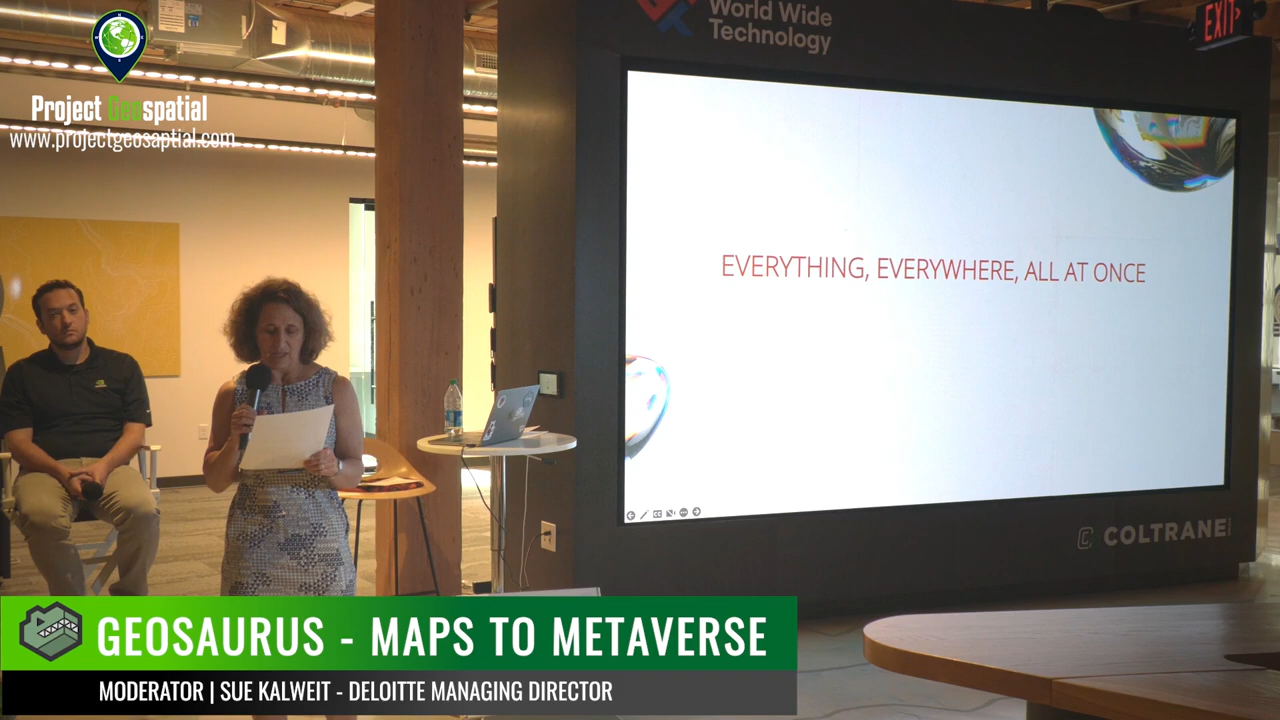 Project Geospatial
www.projectgeosaptial.com
World Wide
Technology
EXIT
EVERYTHING, EVERYWHERE, ALL AT ONCE
COLTRANE
GEOSAURUS - MAPS TO METAVERSE
MODERATOR | SUE KALWEIT - DELOITTE MANAGING DIRECTOR